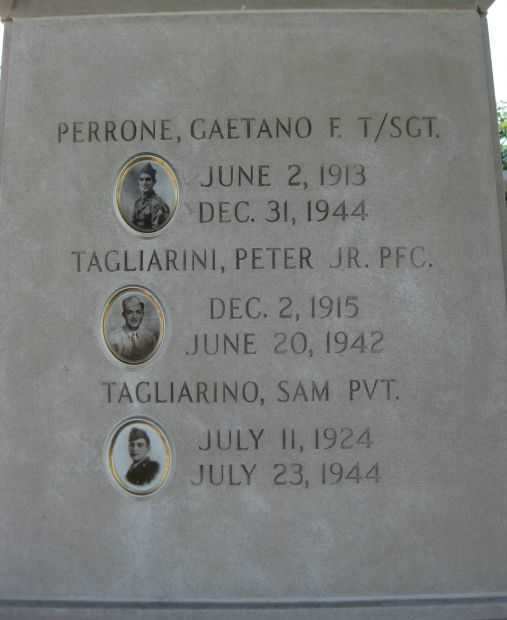 PERRONE, GAETANO F. T/SGT.
JUNE 2, 1913
DEC. 31, 1944
TAGLIARINI, PETER JR. PFC.
DEC. 2, 1915
JUNE 20, 1942
TAGLIARINO, SAM PVT.
JULY 11, 1924
JULY 23, 1944